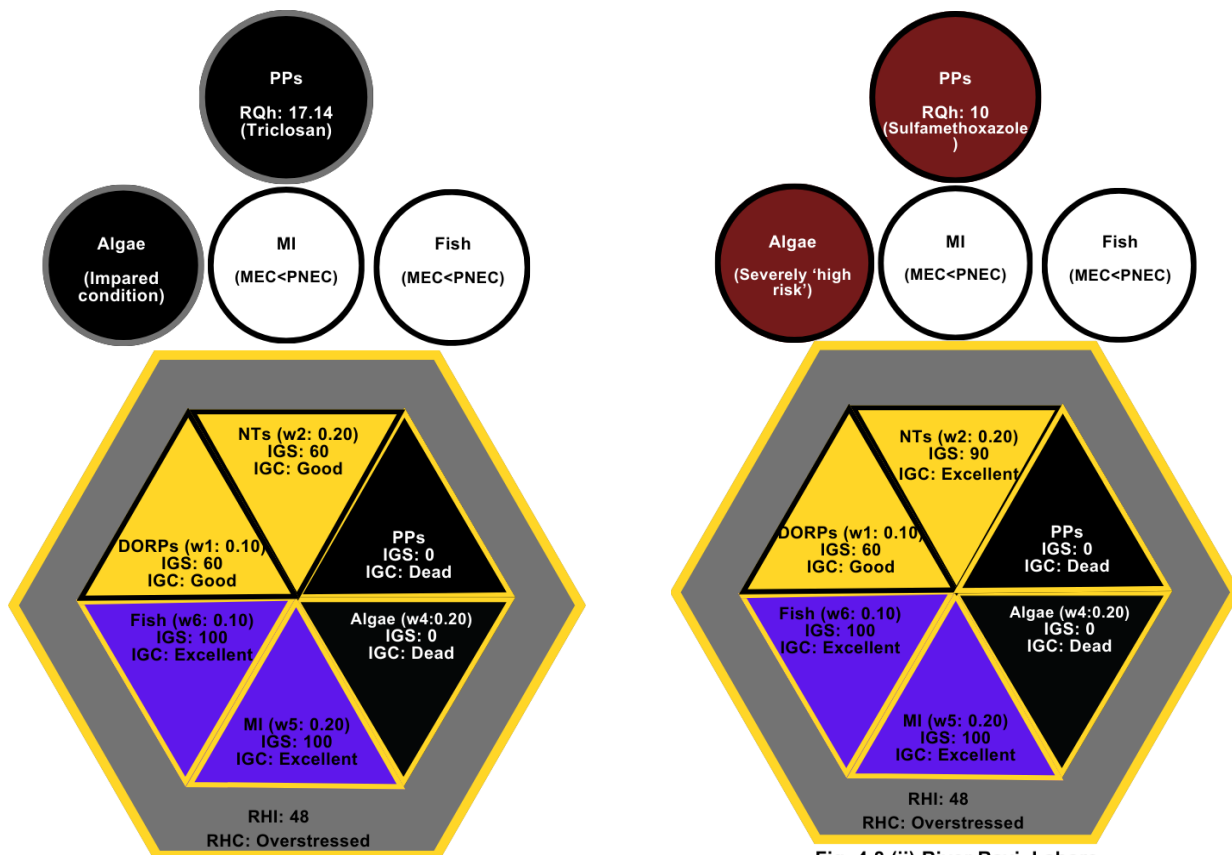 PPs
RQh: 17.14
(Triclosan)
Algae
(Impared
condition)
MI
(MEC<PNEC)
Fish
(MEC<PNEC)
NTs (w2: 0.20)
IGS: 60
IGC: Good
DORPs (w1: 0.10)
IGS: 60
IGC: Good
PPs
IGS: 0
IGC: Dead
Fish (w6: 0.10)
IGS: 100
IGC: Excellent
Algae (w4:0.20)
IGS: 0
IGC: Dead
MI (w5: 0.20)
IGS: 100
IGC: Excellent
RHI: 48
RHC: Overstressed
PPs
RQh: 10
(Sulfamethoxazole
)
Algae
(Severely ‘high
risk’)
MI
(MEC<PNEC)
Fish
(MEC<PNEC)
NTs (w2: 0.20)
IGS: 90
IGC: Excellent
DORPs (w1: 0.10)
IGS: 60
IGC: Good
PPs
IGS: 0
IGC: Dead
Fish (w6: 0.10)
IGS: 100
IGC: Excellent
Algae (w4:0.20)
IGS: 0
IGC: Dead
MI (w5: 0.20)
IGS: 100
IGC: Excellent
RHI: 48
RHC: Overstressed